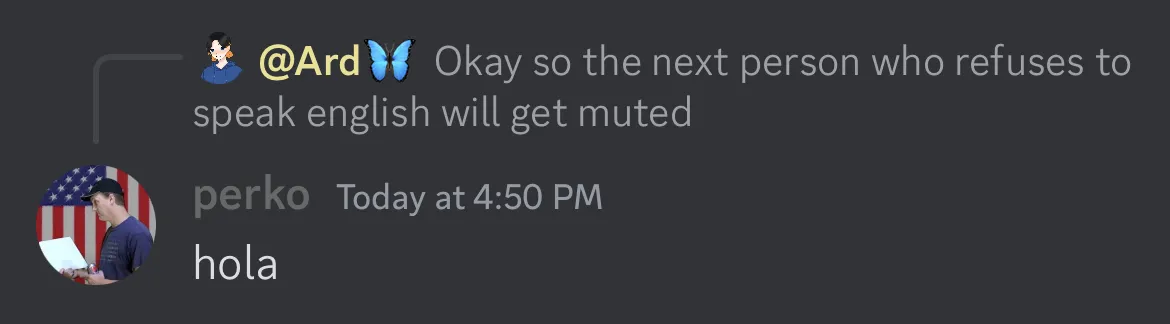 @Ard🦋 Okay so the next person who refuses to
speak english will get muted
perko Today at 4:50 PM
hola